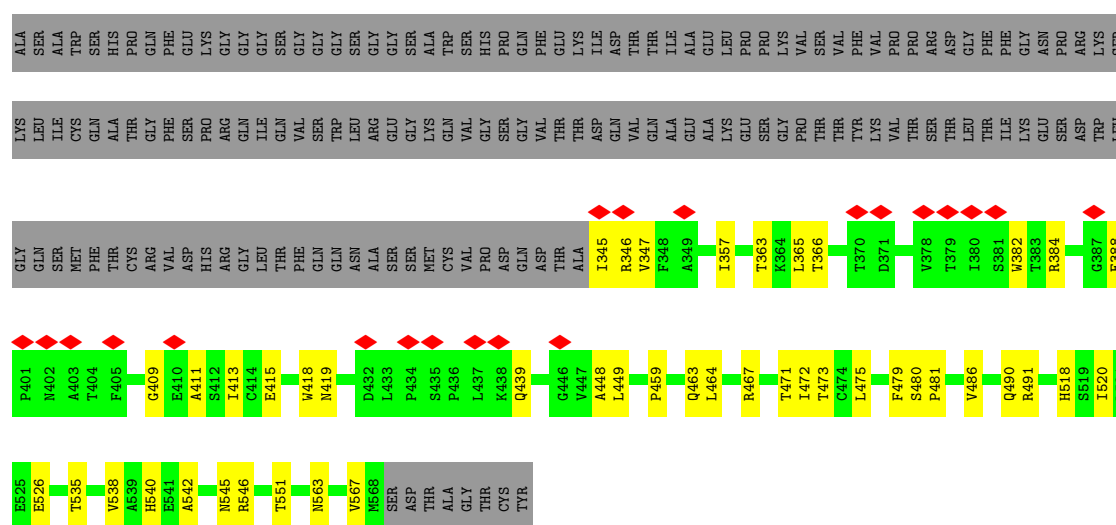 ALA SER ALA TRP SER HIS PRO GLN PHE GLU LYS GLY GLY GLY SER GLY GLY GLY SER GLY GLY SER ALA TRP SER HIS PRO GLN PHE GLU LYS ILE ASP THR THR ILE ALA GLU LEU PRO PRO LYS VAL SER VAL PHE VAL PRO PRO ARG ASP GLY PHE PHE GLY ASN PRO ARG LYS SER
LYS LEU ILE CYS GLN ALA THR GLY PHE SER PRO ARG GLN ILE GLN VAL SER TRP LEU ARG GLU GLY LYS GLN VAL GLY SER GLY VAL THR THR ASP GLN VAL GLN ALA GLU ALA LYS GLU SER GLY PRO THR THR TYR LYS VAL THR SER THR LEU THR ILE LYS GLU SER ASP TRP
GLY GLN SER MET PHE THR CYS ARG VAL ASP HIS ARG GLY LEU THR PHE GLN GLN ASN ALA SER SER MET CYS VAL PRO ASP GLN ASP THR ALA I345 R346 V347 F348 A349 I357 T363 K364 L365 T366 T370 D371 V378 T379 I380 S381 W382 T383 R384 G387 E388
P401 N402 A403 T404 F405 G409 E410 A411 S412 I413 C414 E415 W418 N419 D432 L433 P434 S435 P436 L437 K438 Q439 G446 V447 A448 L449 P459 Q463 L464 R467 T471 I472 T473 C474 L475 F479 S480 P481 V486 Q490 R491 H518 S519 I520
E525 E526 T535 V538 A539 H540 E541 A542 N545 R546 T551 N563 V567 M568 SER ASP THR ALA GLY THR CYS TYR